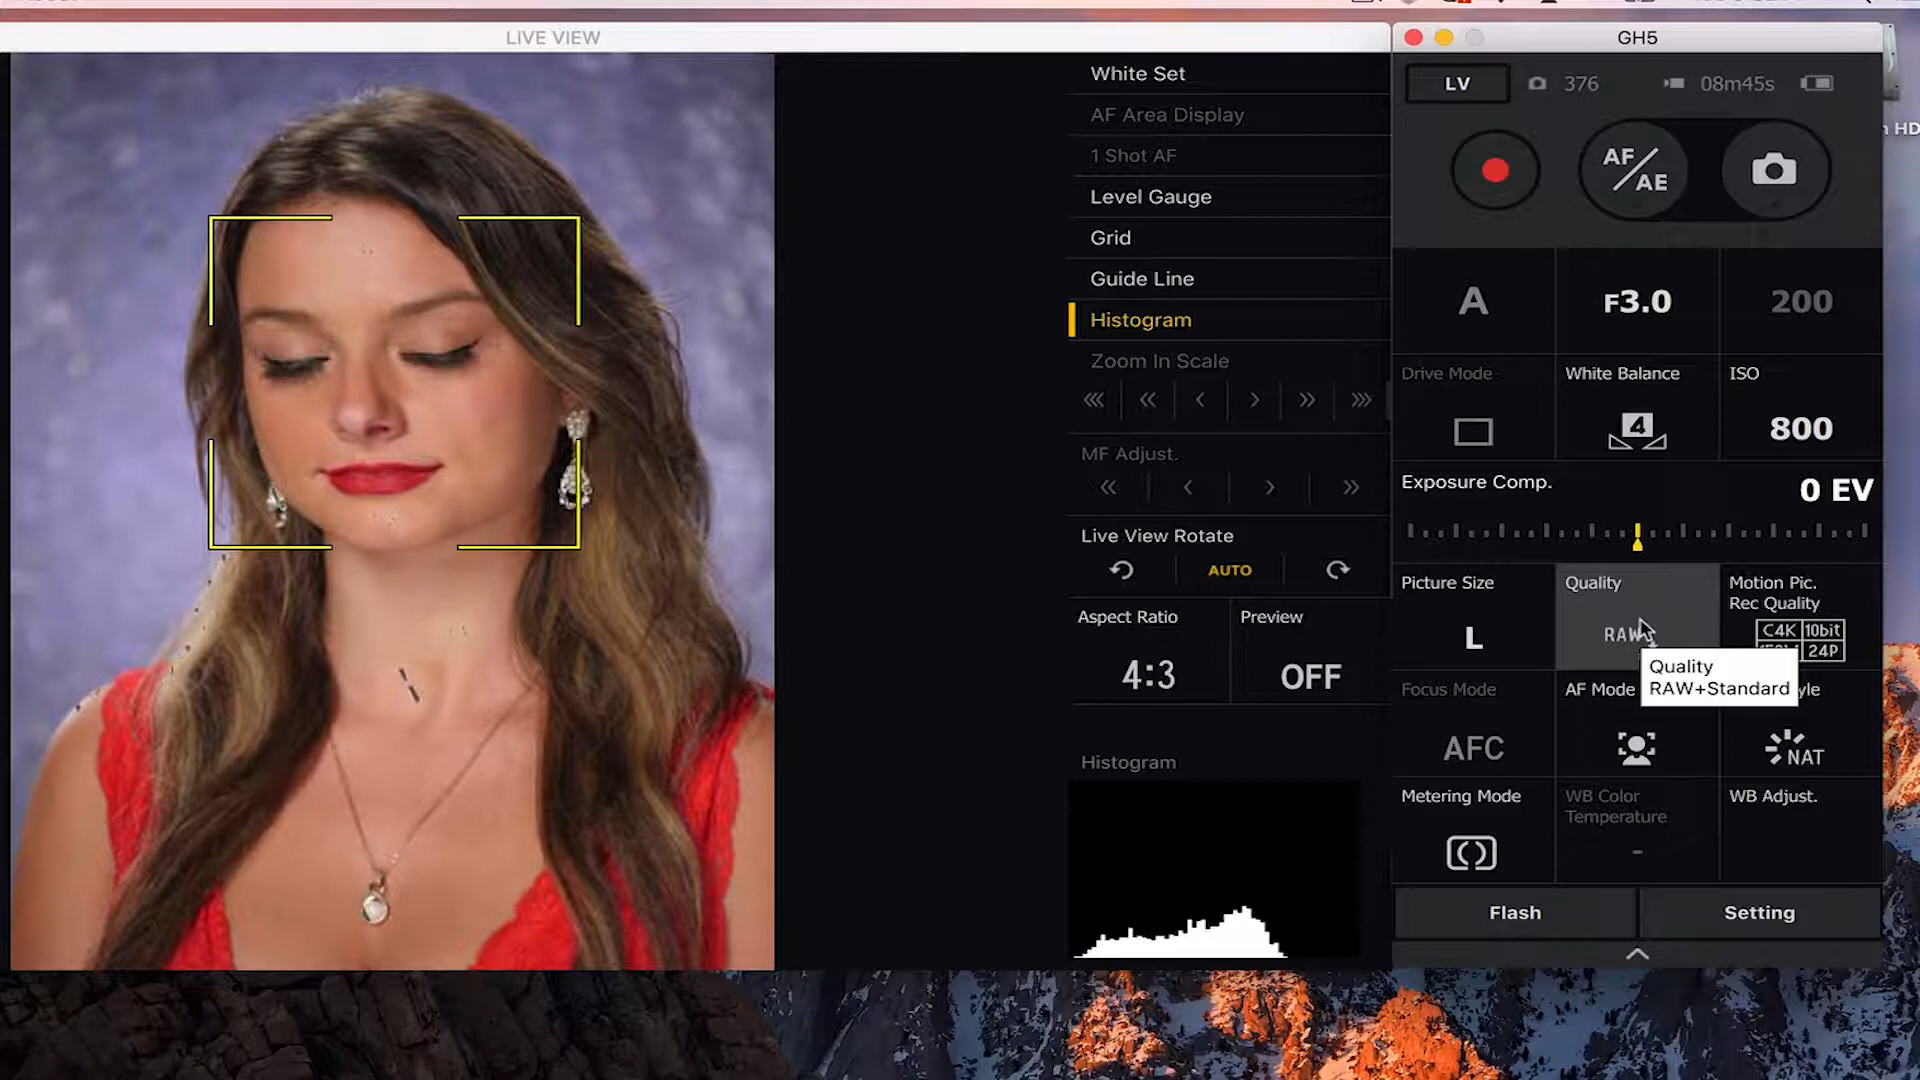 LIVE VIEW
White Set
AF Area Display
1 Shot AF
Level Gauge
Grid
Guide Line
Histogram
Zoom In Scale
MF Adjust.
Live View Rotate
AUTO
Aspect Ratio
Preview
4:3
OFF
Histogram
GH5
LV
376
08m45s
AF/AE
A
F3.0
200
Drive Mode
White Balance
ISO
4
800
Exposure Comp.
0 EV
Picture Size
Quality
Motion Pic.
Rec Quality
L
RAW
C4K 10bit
24P
Quality
RAW+Standard
Focus Mode
AF Mode
AFC
NAT
Metering Mode
WB Color
Temperature
WB Adjust.
-
Flash
Setting
HD